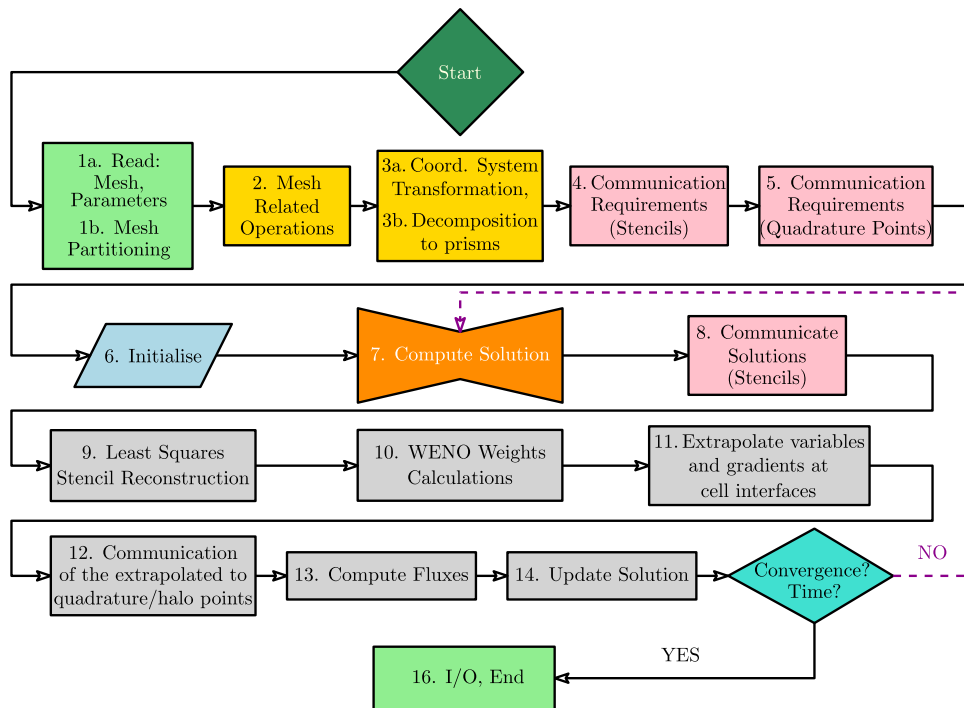 Start
1a. Read:
Mesh,
Parameters
1b. Mesh
Partitioning
2. Mesh
Related
Operations
3a. Coord. System
Transformation,
3b. Decomposition
to prisms
4. Communication
Requirements
(Stencils)
5. Communication
Requirements
(Quadrature Points)
6. Initialise
7. Compute Solution
8. Communicate
Solutions
(Stencils)
9. Least Squares
Stencil Reconstruction
10. WENO Weights
Calculations
11. Extrapolate variables
and gradients at
cell interfaces
12. Communication
of the extrapolated to
quadrature/halo points
13. Compute Fluxes
14. Update Solution
Convergence?
Time?
NO
YES
16. I/O, End